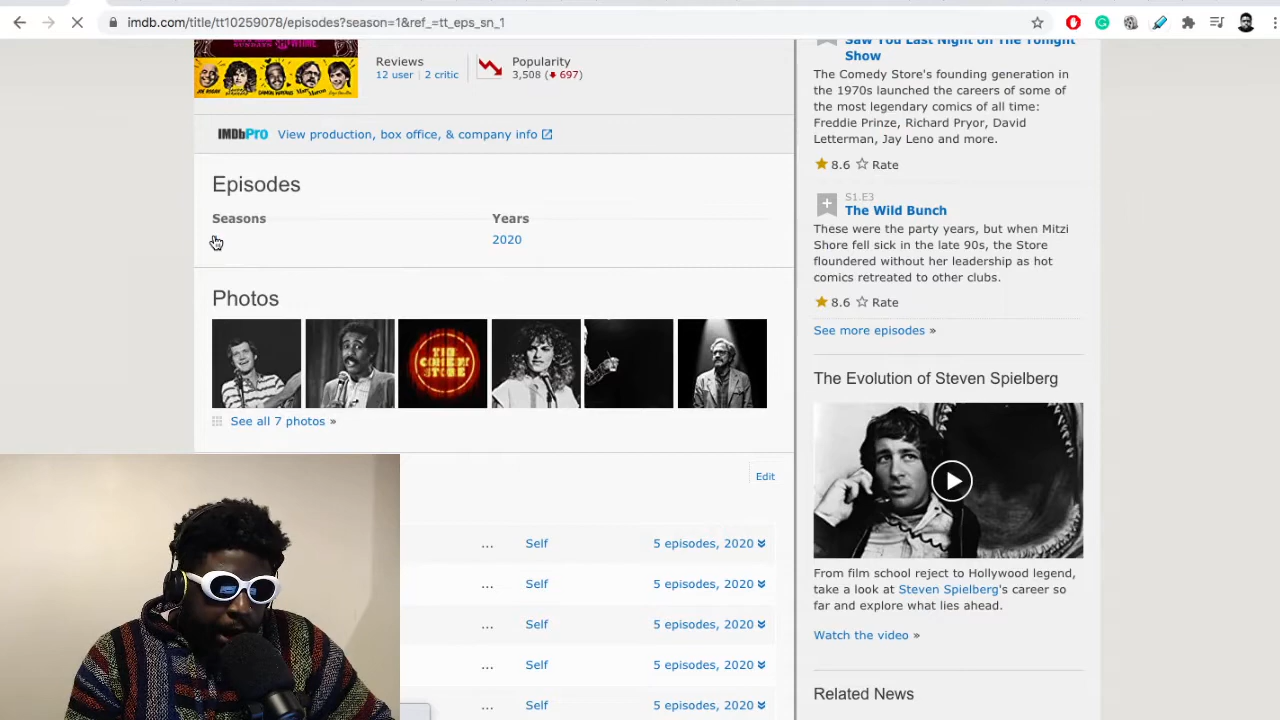 imdb.com/title/tt10259078/episodes?season=1&ref_=tt_eps_sn_1
Reviews
12 user | 2 critic
Popularity
3,508 (🡇 697)
IMDbPro View production, box office, & company info
Episodes
Seasons
Years
2020
Photos
THE COMEDY STORE
See all 7 photos »
Edit
... Self 5 episodes, 2020
... Self 5 episodes, 2020
... Self 5 episodes, 2020
... Self 5 episodes, 2020
... Self 5 episodes, 2020
Saw You Last Night on The Tonight
Show
The Comedy Store's founding generation in
the 1970s launched the careers of some of
the most legendary comics of all time:
Freddie Prinze, Richard Pryor, David
Letterman, Jay Leno and more.
8.6 Rate
S1.E3
The Wild Bunch
These were the party years, but when Mitzi
Shore fell sick in the late 90s, the Store
floundered without her leadership as hot
comics retreated to other clubs.
8.6 Rate
See more episodes »
The Evolution of Steven Spielberg
From film school reject to Hollywood legend,
take a look at Steven Spielberg's career so
far and explore what lies ahead.
Watch the video »
Related News